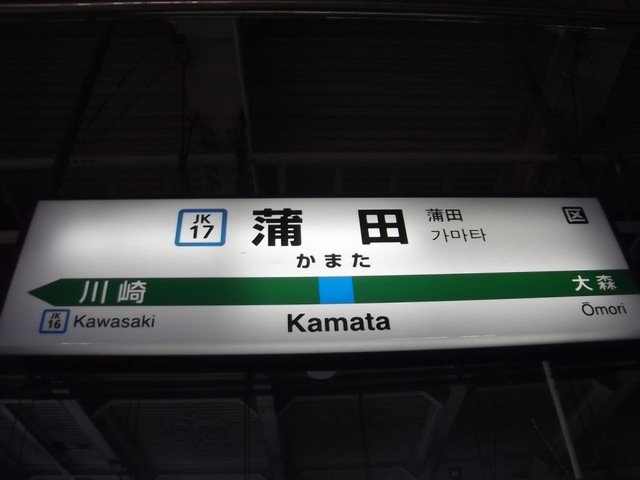 JK
17
蒲田
蒲田
가마타
区
かまた
川崎
大森
JK
16
Kawasaki
Kamata
Ōmori